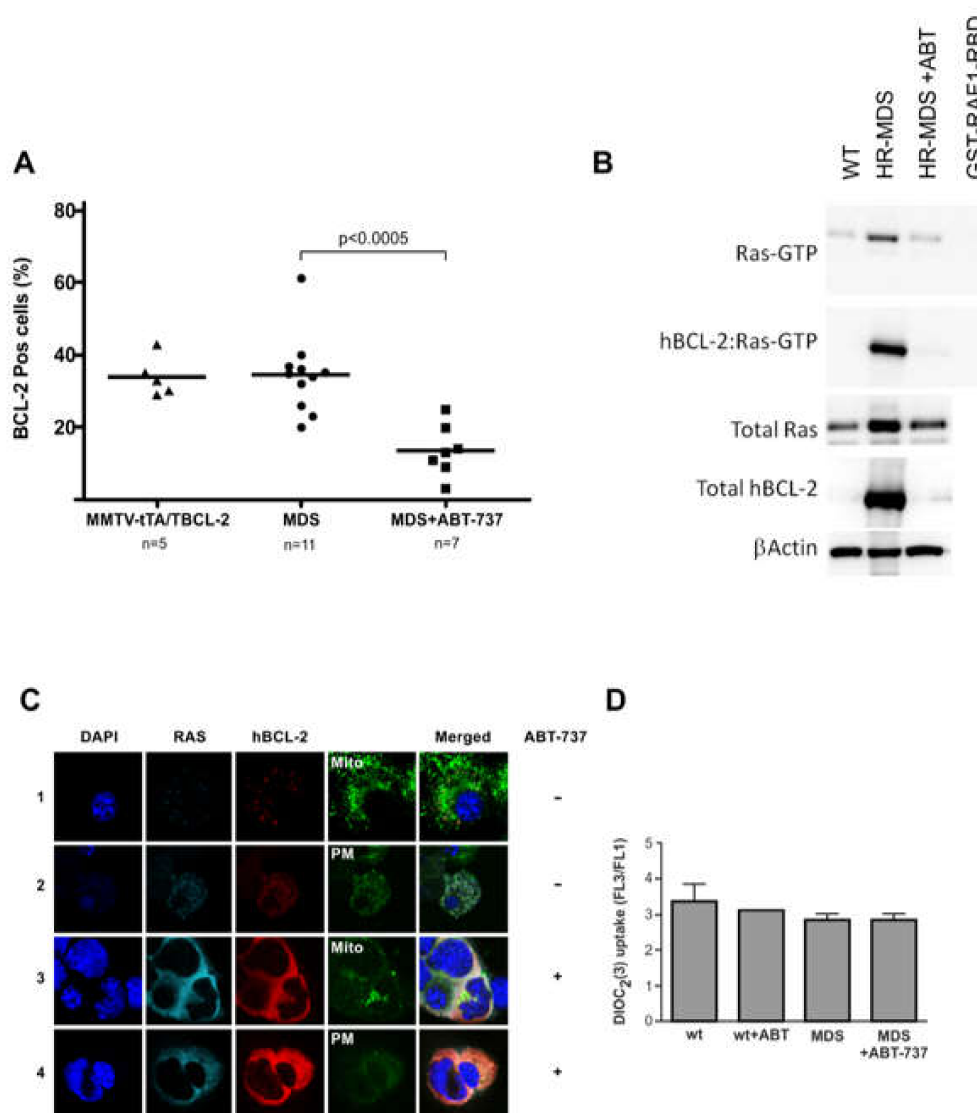 A
80
60
40
20
BCL-2 Pos cells (%)
p<0.0005
MMTV-tTA/TBCL-2
n=5
MDS
n=11
MDS+ABT-737
n=7
B
WT
HR-MDS
HR-MDS +ABT
GST-RAF1-RBD
Ras-GTP
hBCL-2:Ras-GTP
Total Ras
Total hBCL-2
βActin
C
DAPI RAS hBCL-2 Merged ABT-737
1 Mito -
2 PM -
3 Mito +
4 PM +
D
5
4
3
2
1
0
DIOC2(3) uptake (FL3/FL1)
wt
wt+ABT
MDS
MDS
+ABT-737